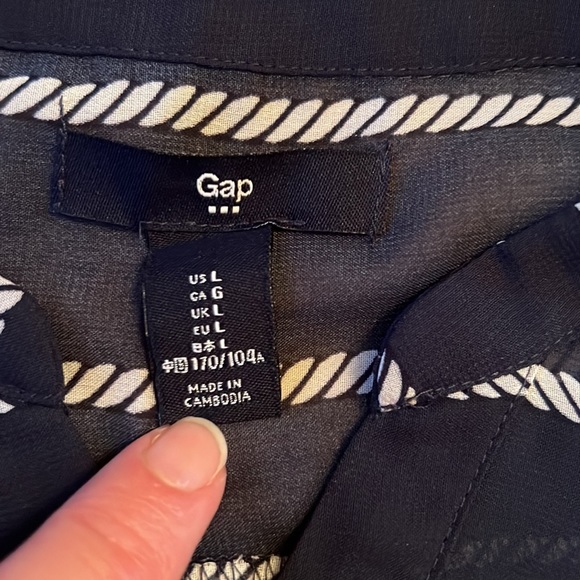 Gap
US L
CA G
UK L
EU L
日本 L
中国 170/104A
MADE IN
CAMBODIA